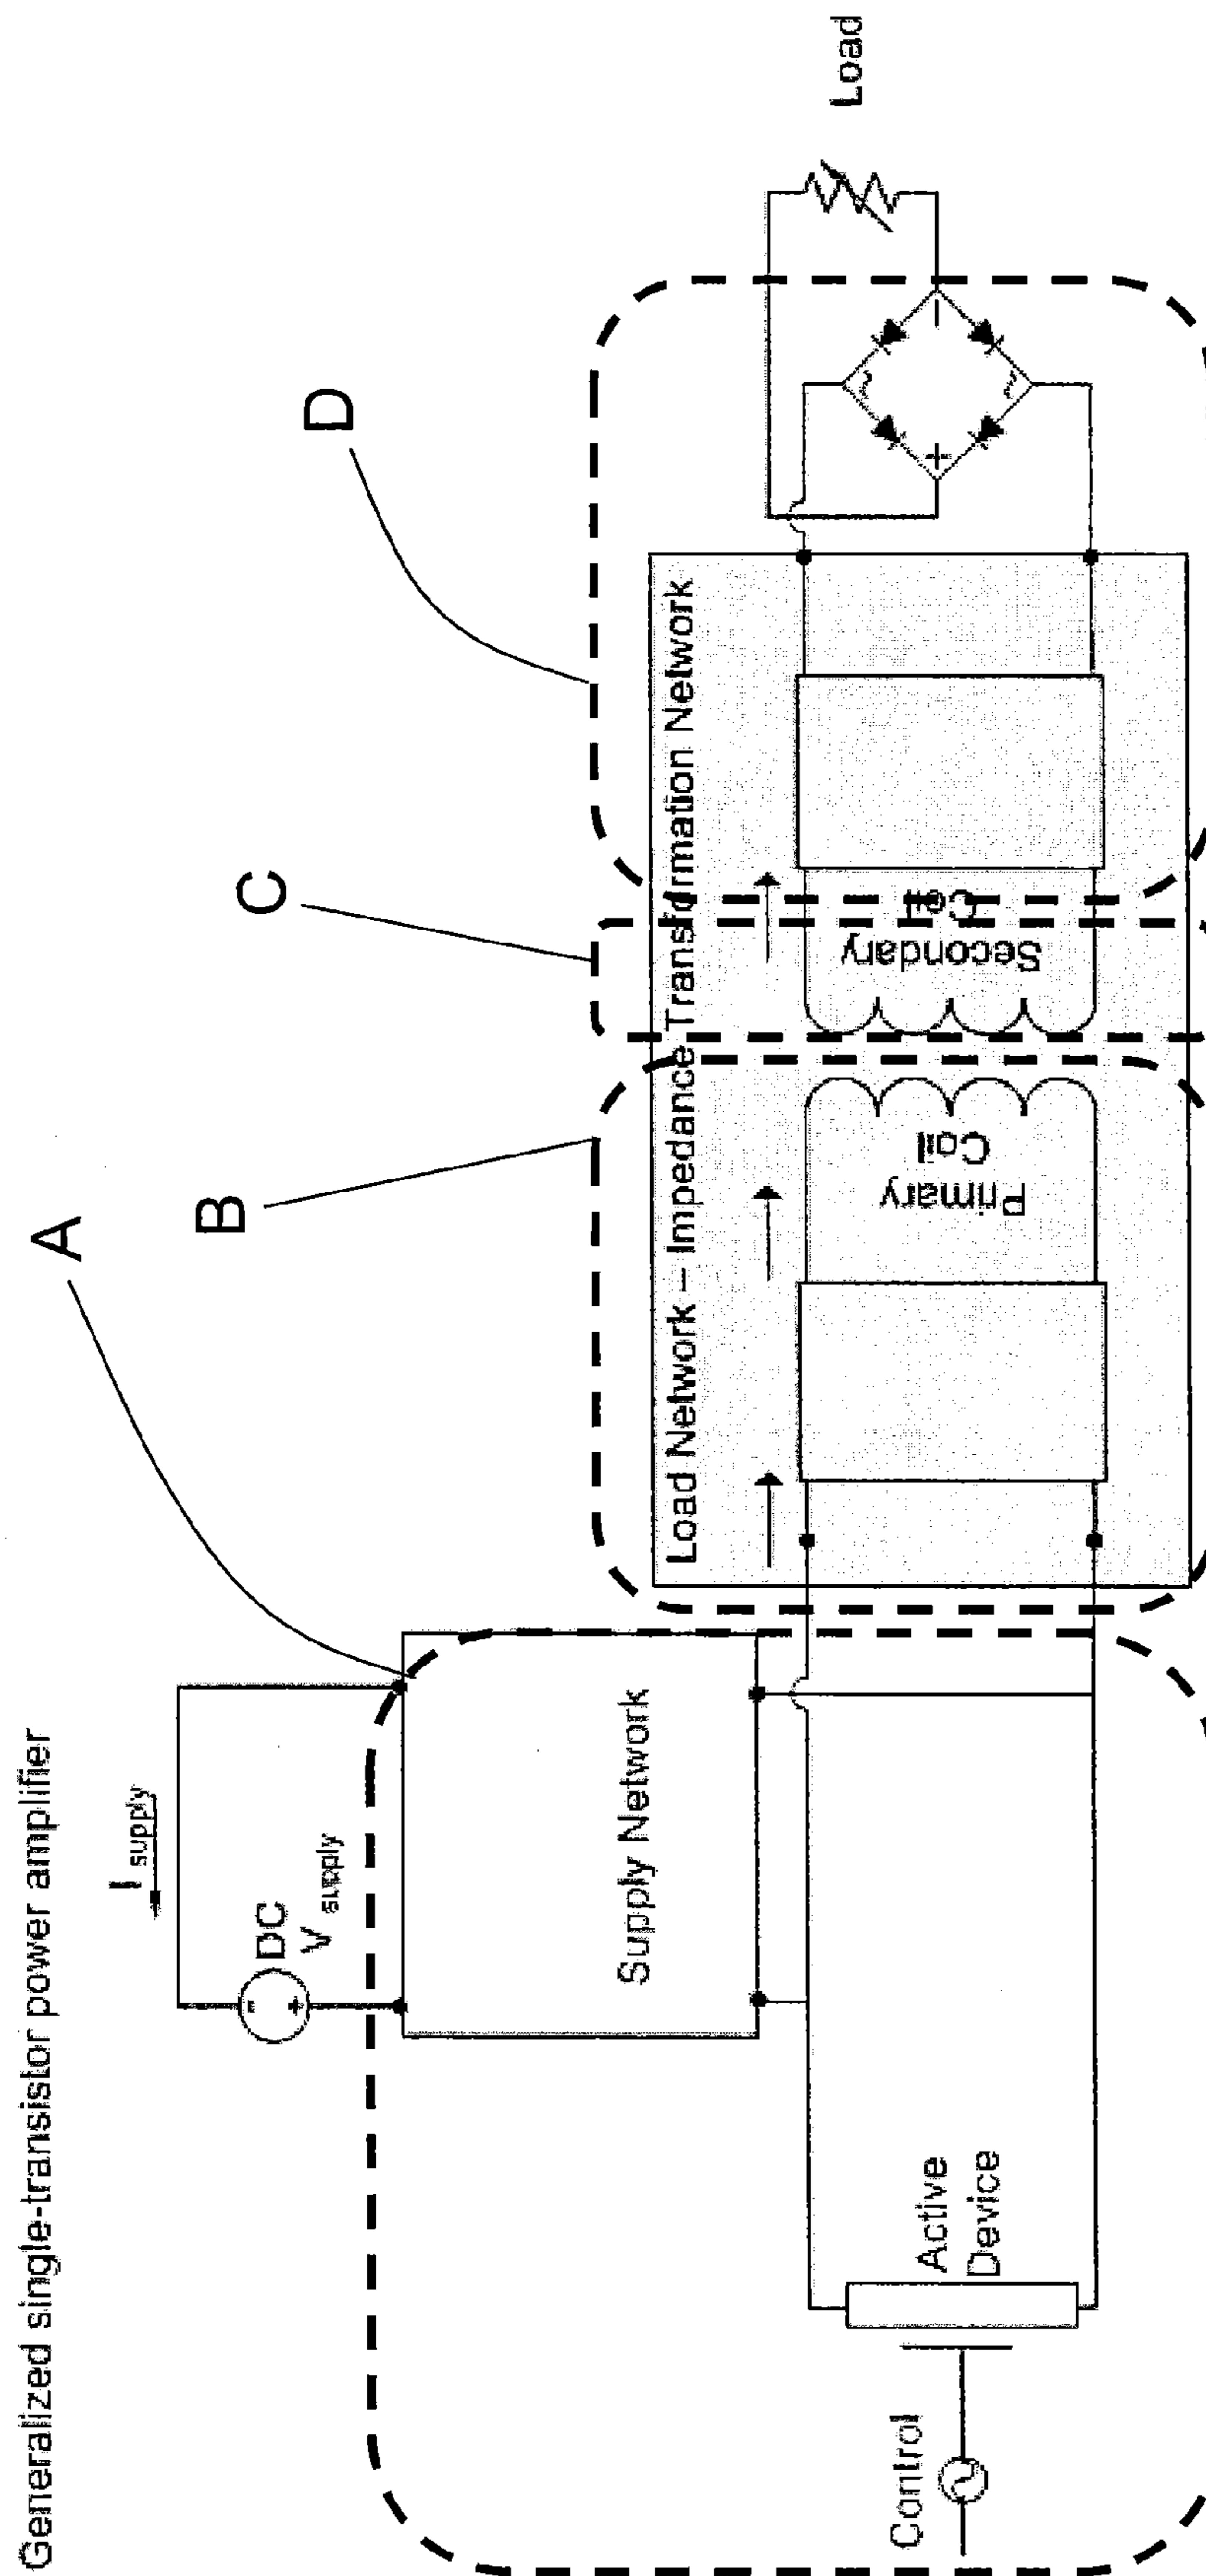 Generalized single-transistor power amplifier
I supply
DC
V supply
A
B
C
D
Supply Network
Load Network – Impedance Transformation Network
Control
Active
Device
Primary
Coil
Secondary
Coil
Load